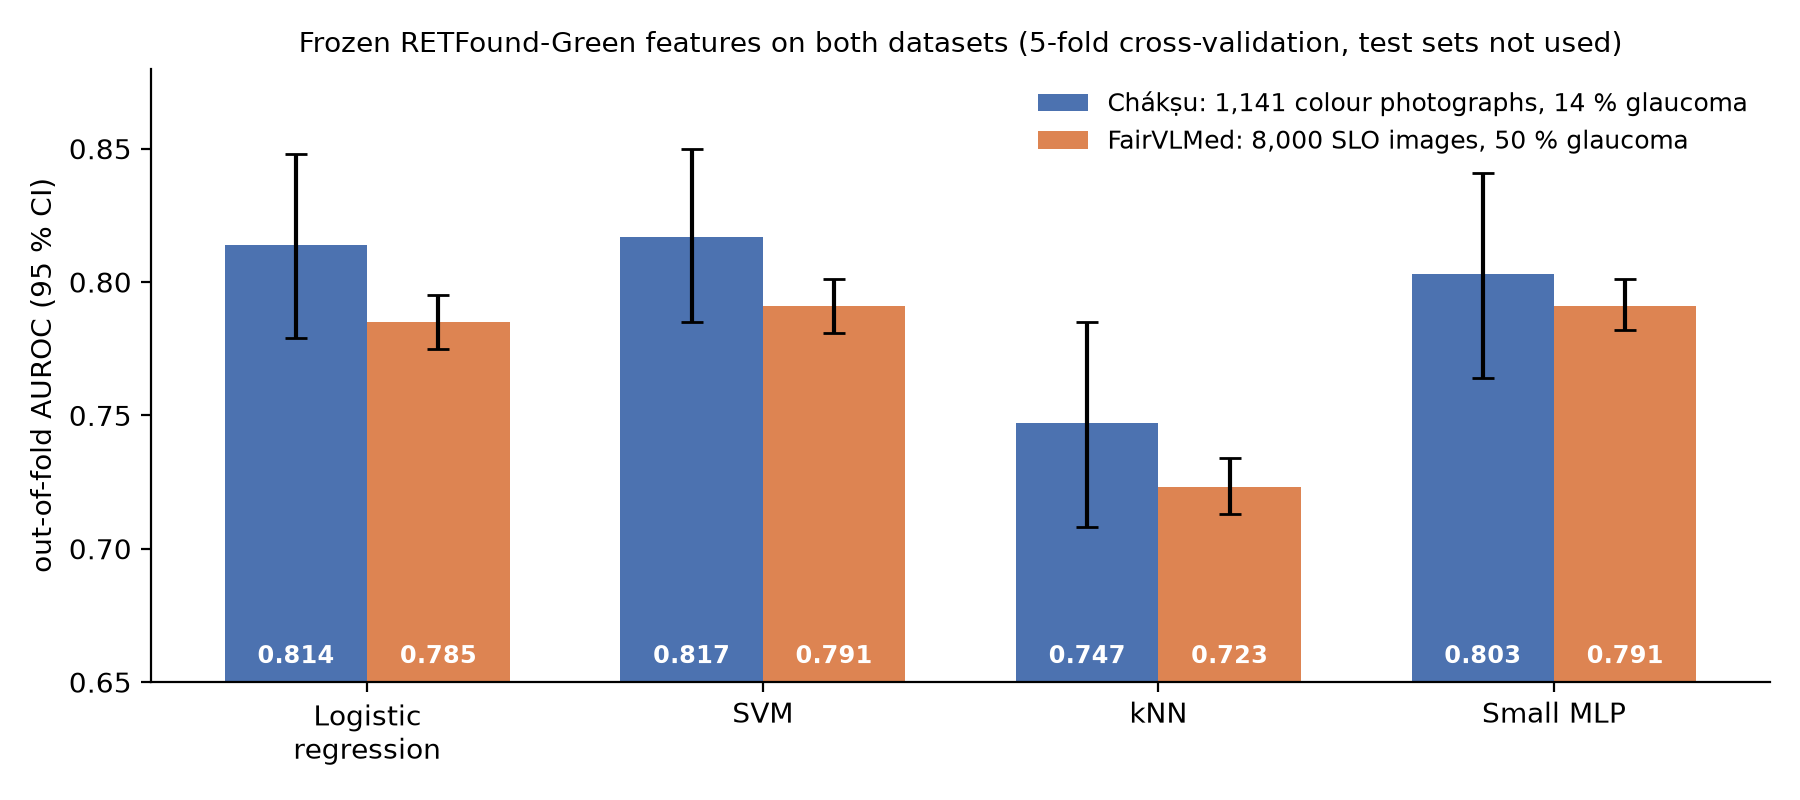 Frozen RETFound-Green features on both datasets (5-fold cross-validation, test sets not used)
Chákṣu: 1,141 colour photographs, 14 % glaucoma
FairVLMed: 8,000 SLO images, 50 % glaucoma
out-of-fold AUROC (95 % CI)
0.85
0.80
0.75
0.70
0.65
0.814
0.785
0.817
0.791
0.747
0.723
0.803
0.791
Logistic
regression
SVM
kNN
Small MLP